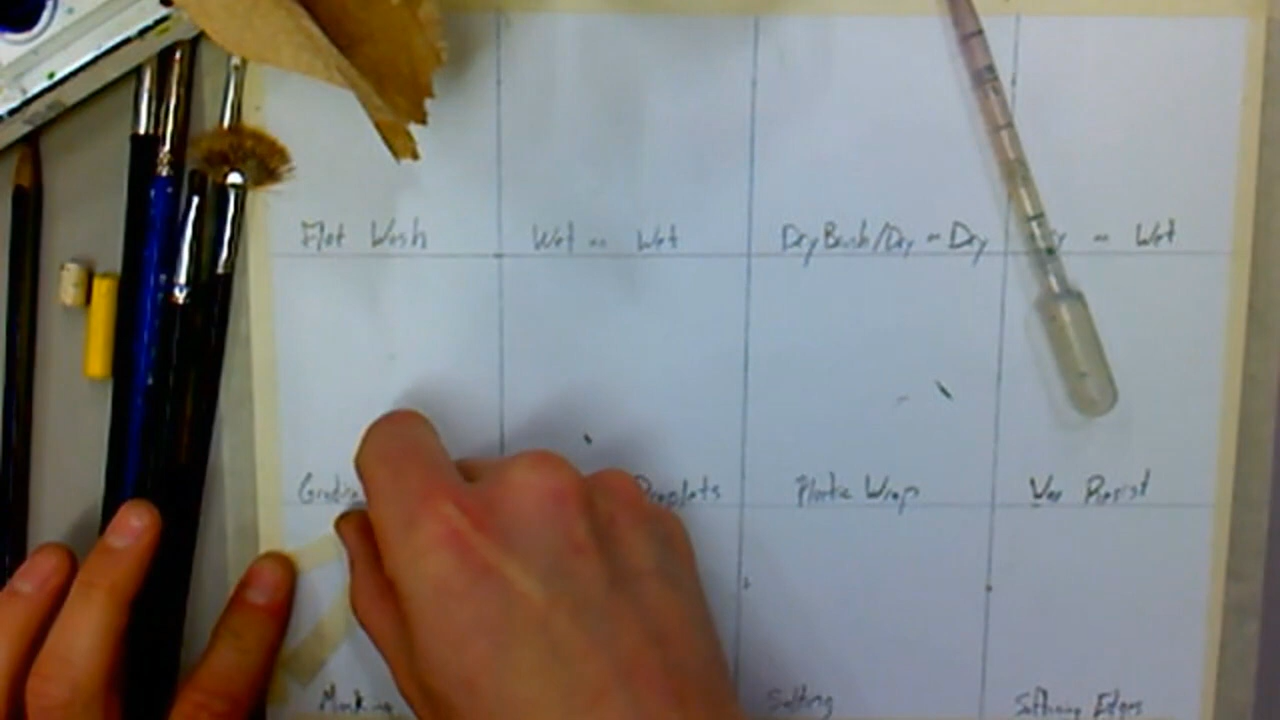 Flat Wash
Wet on Wet
Dry Brush/Dry on Dry
on Wet
Droplets
Plastic Wrap
Wax Resist
Masking
Salting
Softening Edges